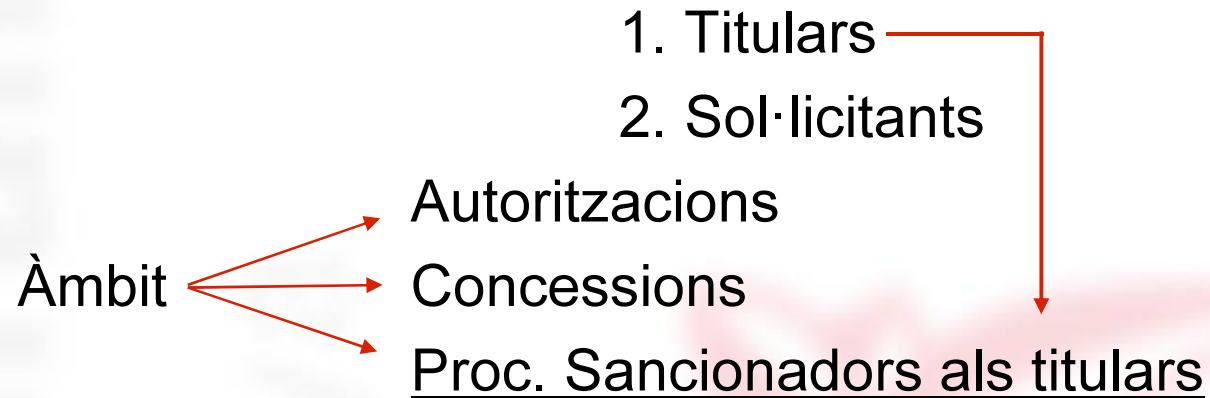 1. Titulars
2. Sol·licitants
Autoritzacions
Àmbit
Concessions
Proc. Sancionadors als titulars